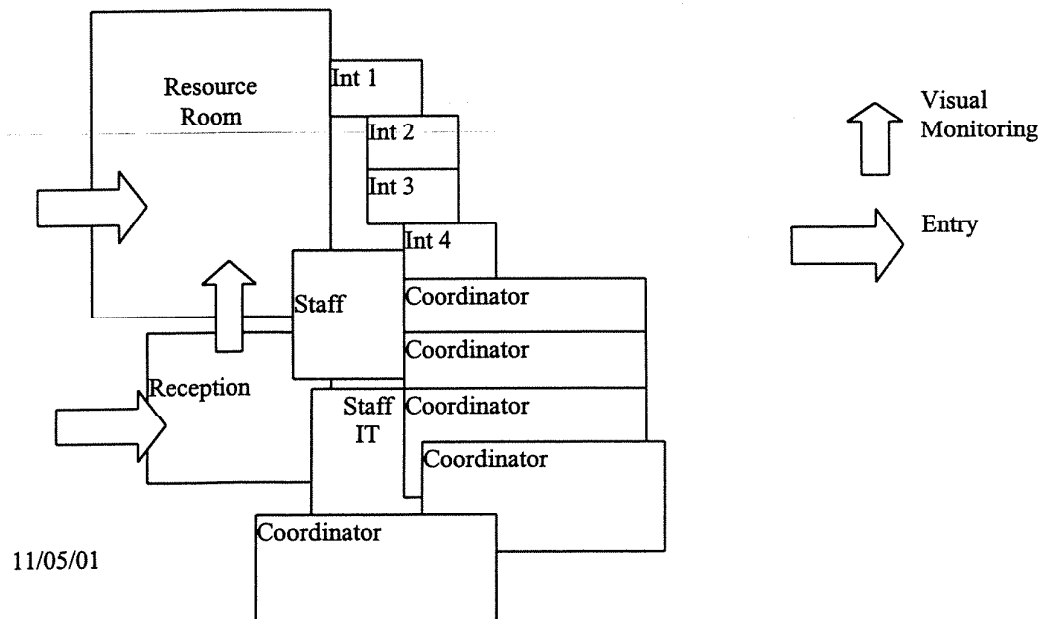 Resource
Room
Int 1
Int 2
Int 3
Int 4
Staff
Coordinator
Coordinator
Reception
Staff
IT
Coordinator
Coordinator
Coordinator
11/05/01
Visual
Monitoring
Entry